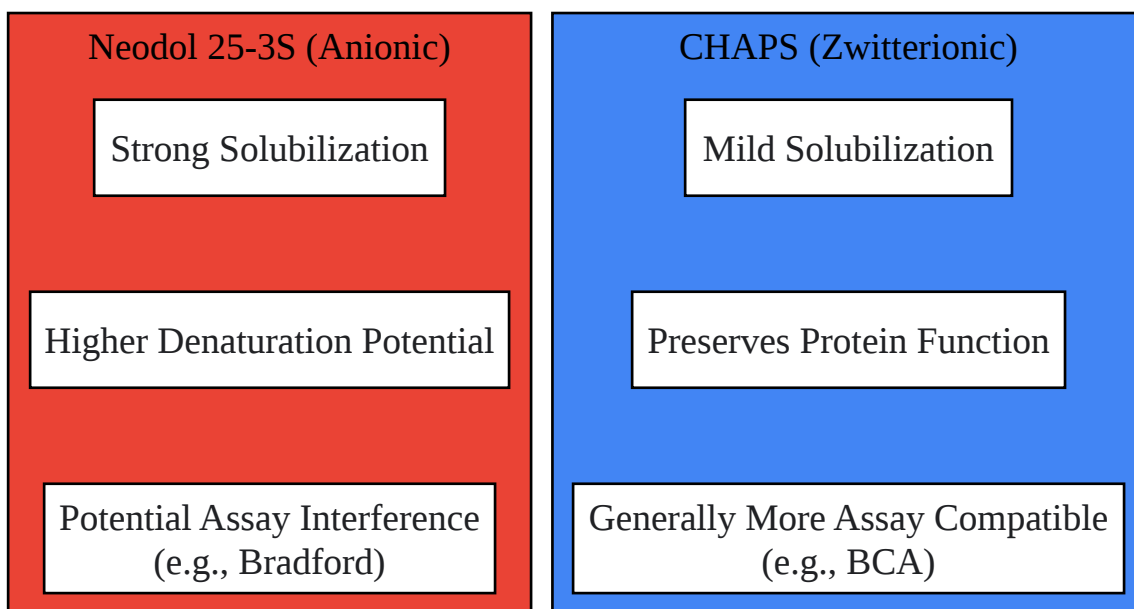 Neodol 25-3S (Anionic)
Strong Solubilization
Higher Denaturation Potential
Potential Assay Interference
(e.g., Bradford)
CHAPS (Zwitterionic)
Mild Solubilization
Preserves Protein Function
Generally More Assay Compatible
(e.g., BCA)